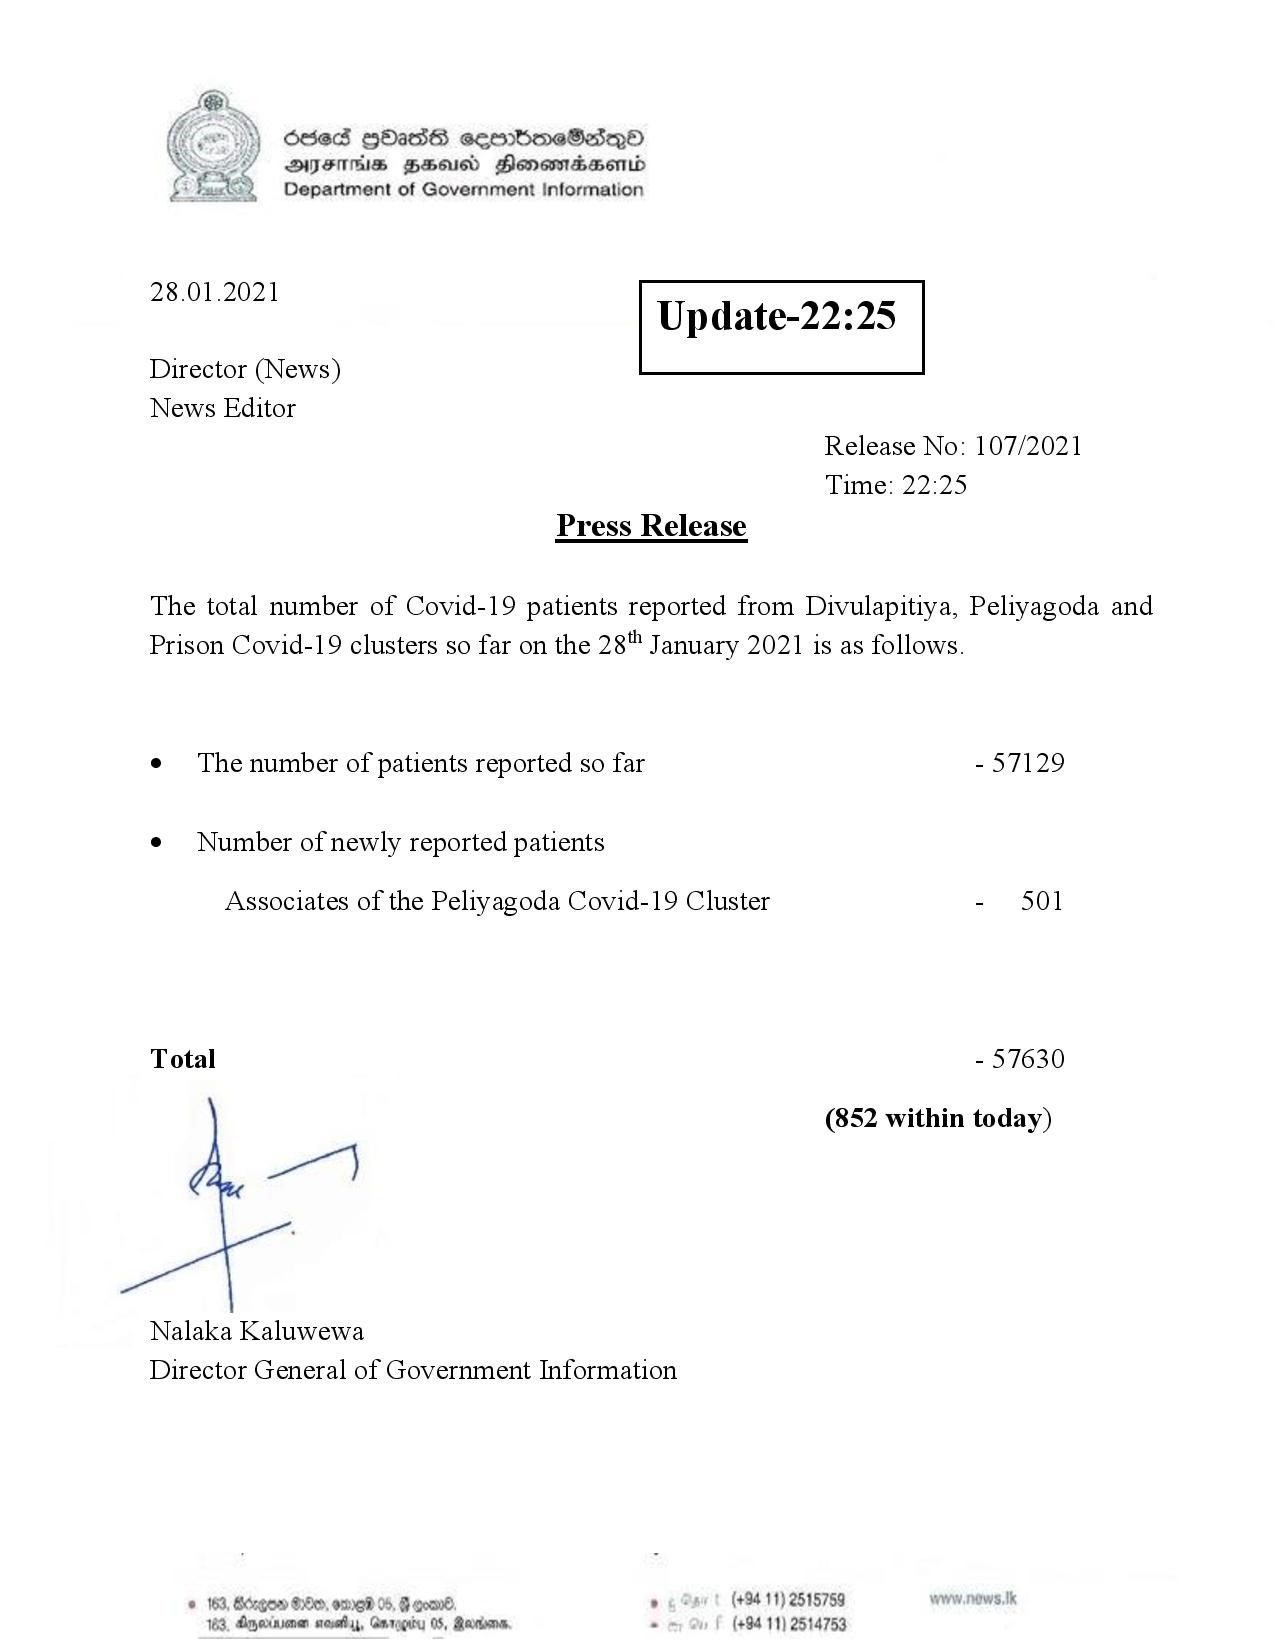 රජයේ ප්‍රවෘත්ති දෙපාර්තමේන්තුව
அரசாங்க தகவல் திணைக்களம்
Department of Government Information
28.01.2021
Update-22:25
Director (News)
News Editor
Release No: 107/2021
Time: 22:25
Press Release
The total number of Covid-19 patients reported from Divulapitiya, Peliyagoda and
Prison Covid-19 clusters so far on the 28th January 2021 is as follows.
• The number of patients reported so far - 57129
• Number of newly reported patients
Associates of the Peliyagoda Covid-19 Cluster - 501
Total - 57630
(852 within today)
Nalaka Kaluwewa
Director General of Government Information
163, කිරුලපන මාවත, කොළඹ 05, ශ්‍රී ලංකාව.
163, கிருலப்பனை எவனியூ, கொழும்பு 05, இலங்கை.
(+94 11) 2515759
(+94 11) 2514753
www.news.lk